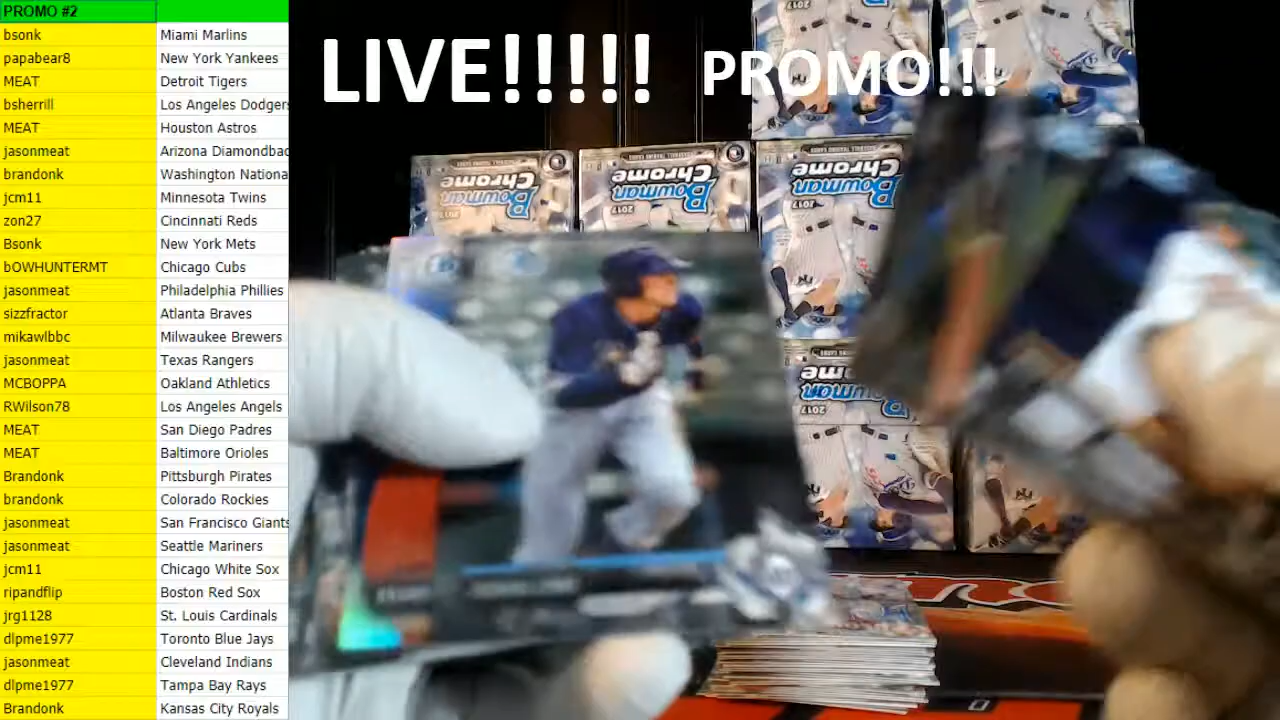 PROMO #2
bsonk Miami Marlins
papabear8 New York Yankees
MEAT Detroit Tigers
bsherrill Los Angeles Dodgers
MEAT Houston Astros
jasonmeat Arizona Diamondbac
brandonk Washington Nationa
jcm11 Minnesota Twins
zon27 Cincinnati Reds
Bsonk New York Mets
bOWHUNTERMT Chicago Cubs
jasonmeat Philadelphia Phillies
sizzfractor Atlanta Braves
mikawlbbc Milwaukee Brewers
jasonmeat Texas Rangers
MCBOPPA Oakland Athletics
RWilson78 Los Angeles Angels
MEAT San Diego Padres
MEAT Baltimore Orioles
Brandonk Pittsburgh Pirates
brandonk Colorado Rockies
jasonmeat San Francisco Giants
jasonmeat Seattle Mariners
jcm11 Chicago White Sox
ripandflip Boston Red Sox
jrg1128 St. Louis Cardinals
dlpme1977 Toronto Blue Jays
jasonmeat Cleveland Indians
dlpme1977 Tampa Bay Rays
Brandonk Kansas City Royals
LIVE!!!!! PROMO!!!
2017 Bowman Chrome
2017 Bowman Chrome
2017 Bowman Chrome
2017 Bowman